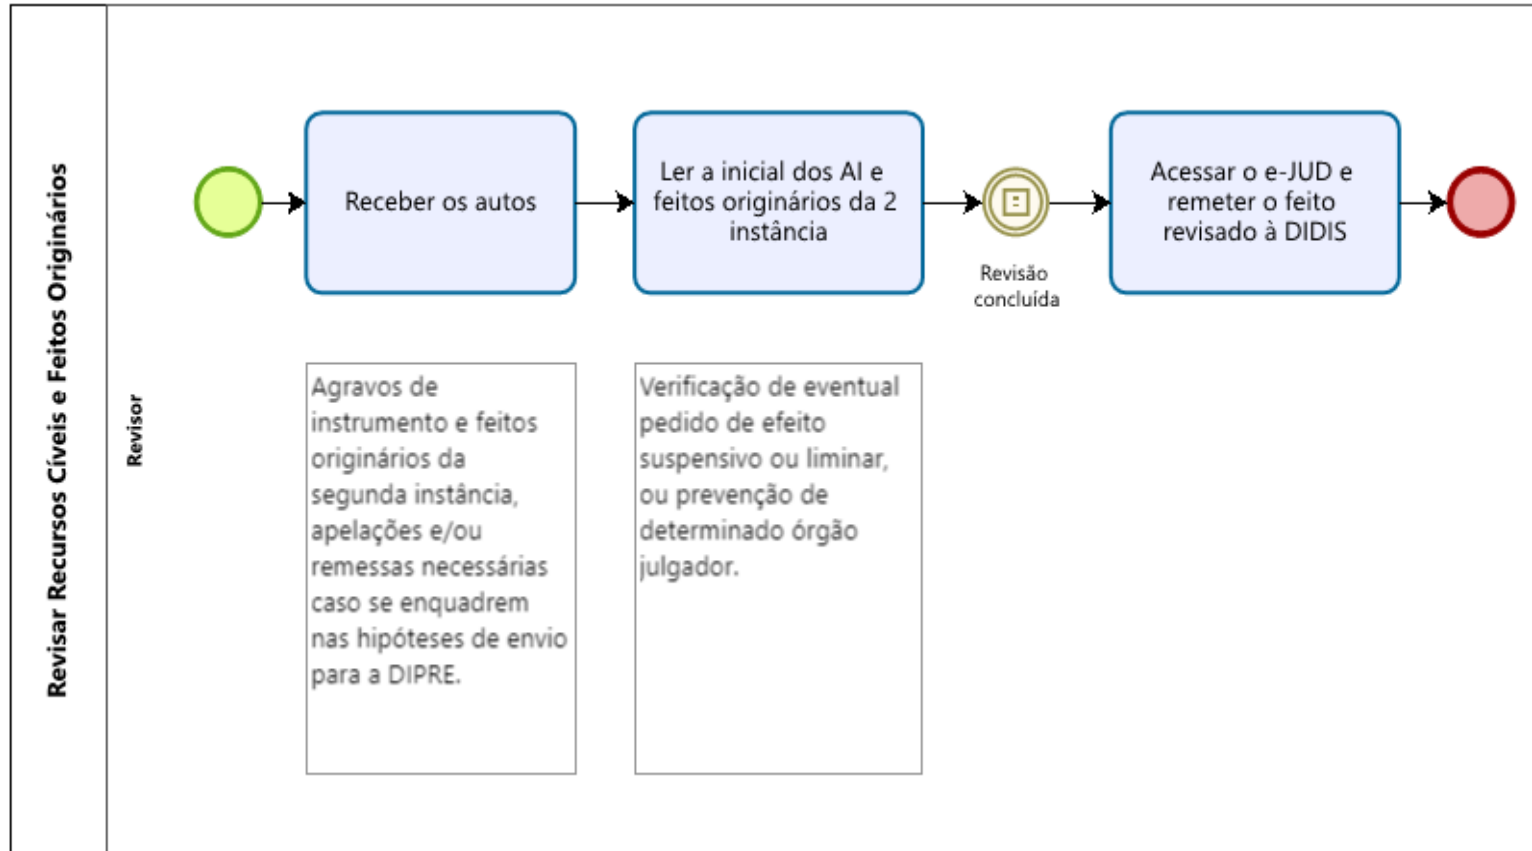 Revisar Recursos Cíveis e Feitos Originários
Revisor
Receber os autos
Ler a inicial dos AI e
feitos originários da 2
instância
Revisão
concluída
Acessar o e-JUD e
remeter o feito
revisado à DIDIS
Agravos de
instrumento e feitos
originários da
segunda instância,
apelações e/ou
remessas necessárias
caso se enquadrem
nas hipóteses de envio
para a DIPRE.
Verificação de eventual
pedido de efeito
suspensivo ou liminar,
ou prevenção de
determinado órgão
julgador.